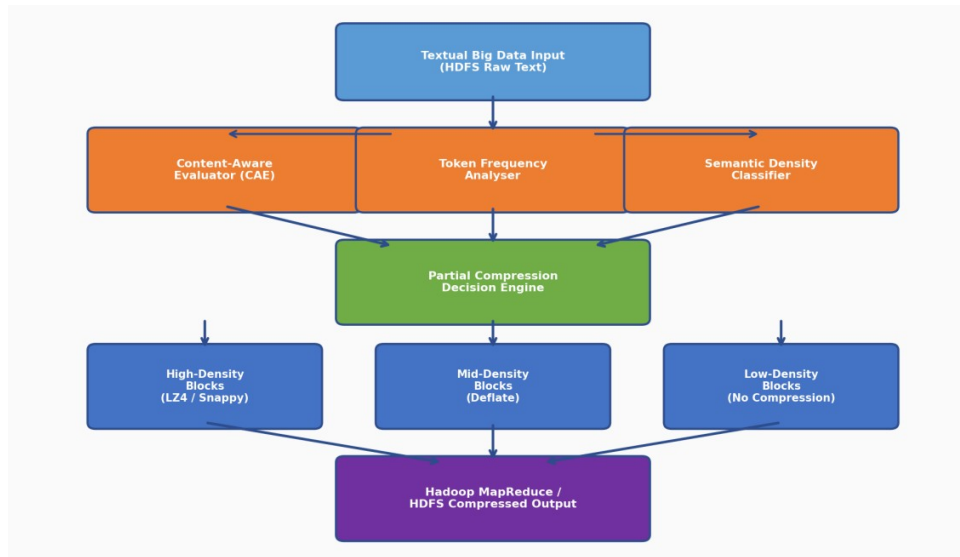 Textual Big Data Input
(HDFS Raw Text)
Content-Aware
Evaluator (CAE)
Token Frequency
Analyser
Semantic Density
Classifier
Partial Compression
Decision Engine
High-Density
Blocks
(LZ4 / Snappy)
Mid-Density
Blocks
(Deflate)
Low-Density
Blocks
(No Compression)
Hadoop MapReduce /
HDFS Compressed Output